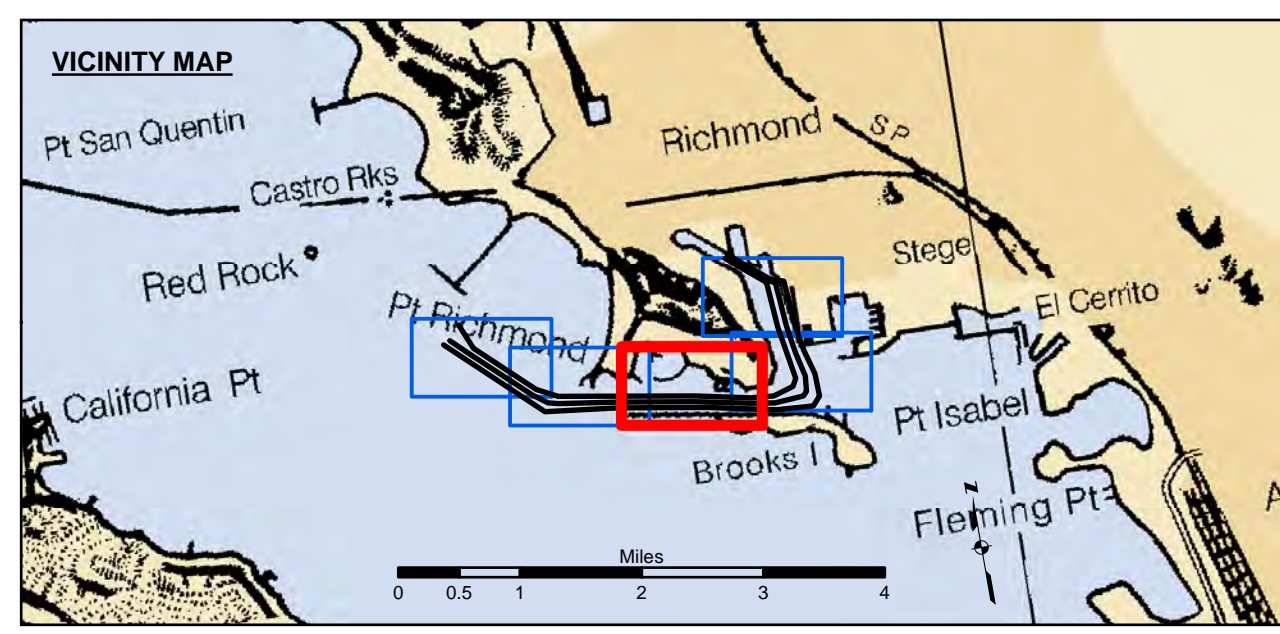 VICINITY MAP
Pt San Quentin
Richmond
S P
Castro Rks
Stege
Red Rock
El Cerrito
Pt Richmond
California Pt
Pt Isabel
Brooks I
Fleming Pt
A
Z
Miles
0 0.5 1 2 3 4